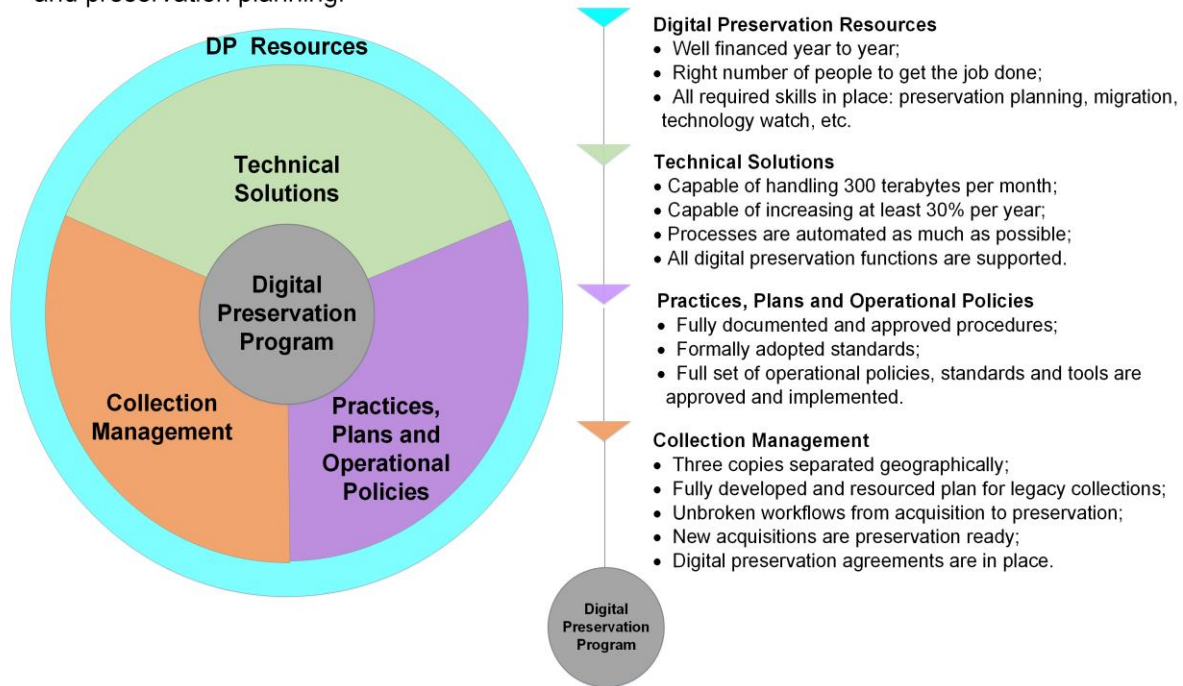 and preservation planning.
DP Resources
Technical
Solutions
Digital
Preservation
Program
Collection
Management
Practices,
Plans and
Operational
Policies
Digital Preservation Resources
• Well financed year to year;
• Right number of people to get the job done;
• All required skills in place: preservation planning, migration,
technology watch, etc.
Technical Solutions
• Capable of handling 300 terabytes per month;
• Capable of increasing at least 30% per year;
• Processes are automated as much as possible;
• All digital preservation functions are supported.
Practices, Plans and Operational Policies
• Fully documented and approved procedures;
• Formally adopted standards;
• Full set of operational policies, standards and tools are
approved and implemented.
Collection Management
• Three copies separated geographically;
• Fully developed and resourced plan for legacy collections;
• Unbroken workflows from acquisition to preservation;
• New acquisitions are preservation ready;
• Digital preservation agreements are in place.
Digital
Preservation
Program